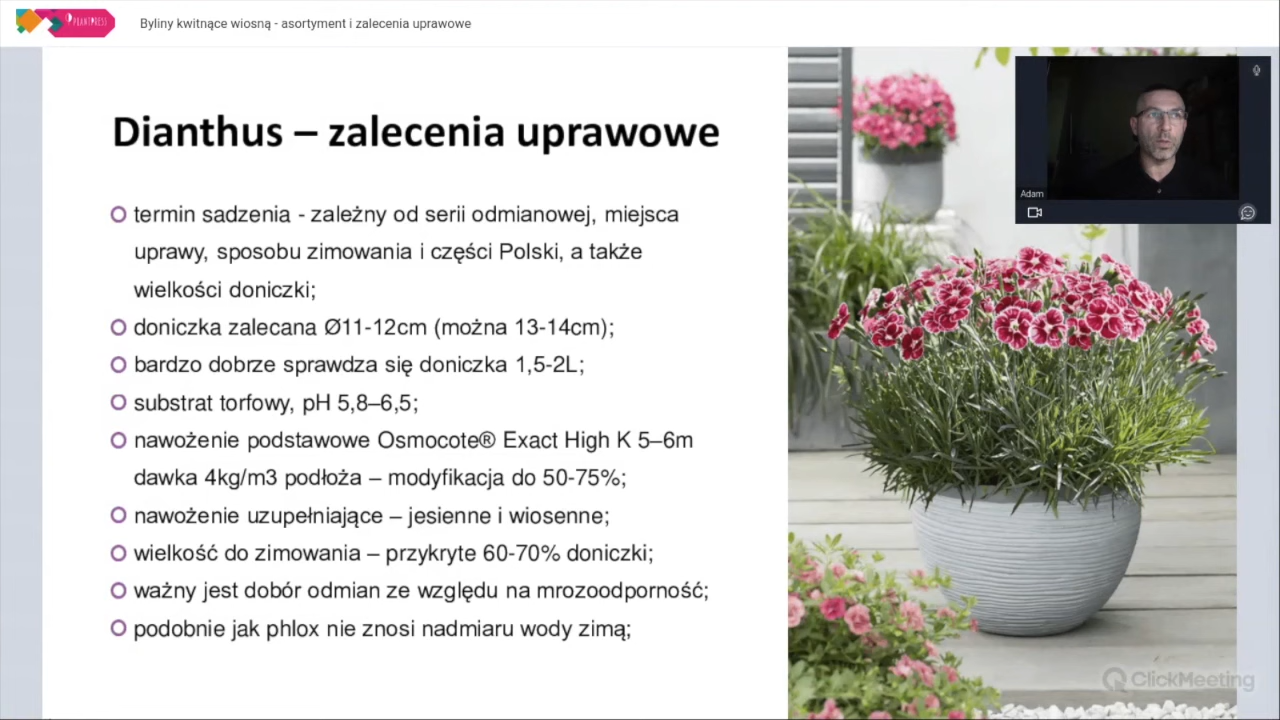 PLANTPRESS
Byliny kwitnące wiosną - asortyment i zalecenia uprawowe
Dianthus – zalecenia uprawowe
termin sadzenia - zależny od serii odmianowej, miejsca
uprawy, sposobu zimowania i części Polski, a także
wielkości doniczki;
doniczka zalecana Ø11-12cm (można 13-14cm);
bardzo dobrze sprawdza się doniczka 1,5-2L;
substrat torfowy, pH 5,8–6,5;
nawożenie podstawowe Osmocote® Exact High K 5–6m
dawka 4kg/m3 podłoża – modyfikacja do 50-75%;
nawożenie uzupełniające – jesienne i wiosenne;
wielkość do zimowania – przykryte 60-70% doniczki;
ważny jest dobór odmian ze względu na mrozoodporność;
podobnie jak phlox nie znosi nadmiaru wody zimą;
Adam
ClickMeeting